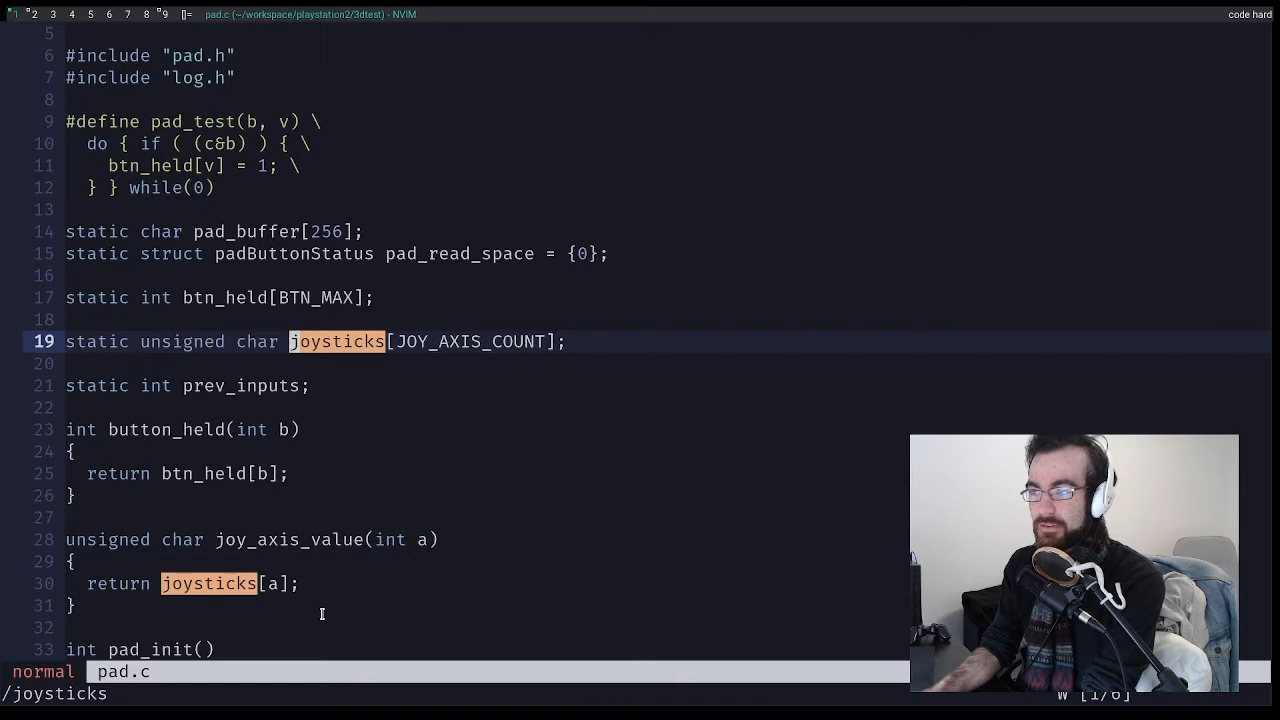 1 2 3 4 5 6 7 8 9 []= pad.c (~/workspace/playstation2/3dtest) - NVIM code hard
5
6 #include "pad.h"
7 #include "log.h"
8
9 #define pad_test(b, v) \
10 do { if ( (c&b) ) { \
11 btn_held[v] = 1; \
12 } } while(0)
13
14 static char pad_buffer[256];
15 static struct padButtonStatus pad_read_space = {0};
16
17 static int btn_held[BTN_MAX];
18
19 static unsigned char joysticks[JOY_AXIS_COUNT];
20
21 static int prev_inputs;
22
23 int button_held(int b)
24 {
25 return btn_held[b];
26 }
27
28 unsigned char joy_axis_value(int a)
29 {
30 return joysticks[a];
31 }
32
33 int pad_init()
normal pad.c
/joysticks W [1/6]